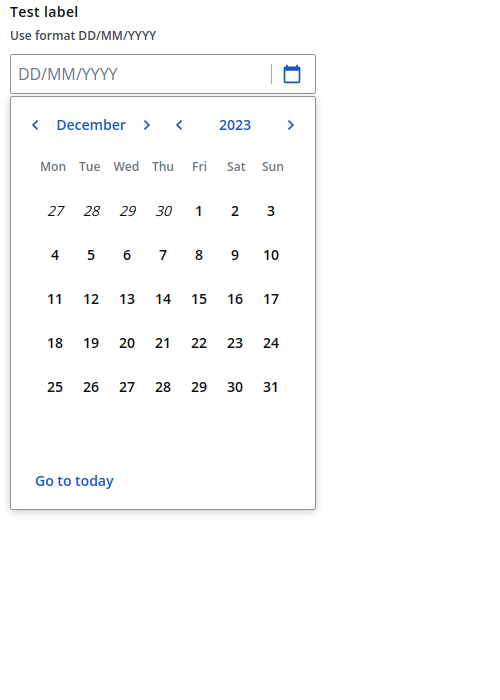 Test label
Use format DD/MM/YYYY
DD/MM/YYYY
December 2023
Mon Tue Wed Thu Fri Sat Sun
27 28 29 30 1 2 3
4 5 6 7 8 9 10
11 12 13 14 15 16 17
18 19 20 21 22 23 24
25 26 27 28 29 30 31
Go to today